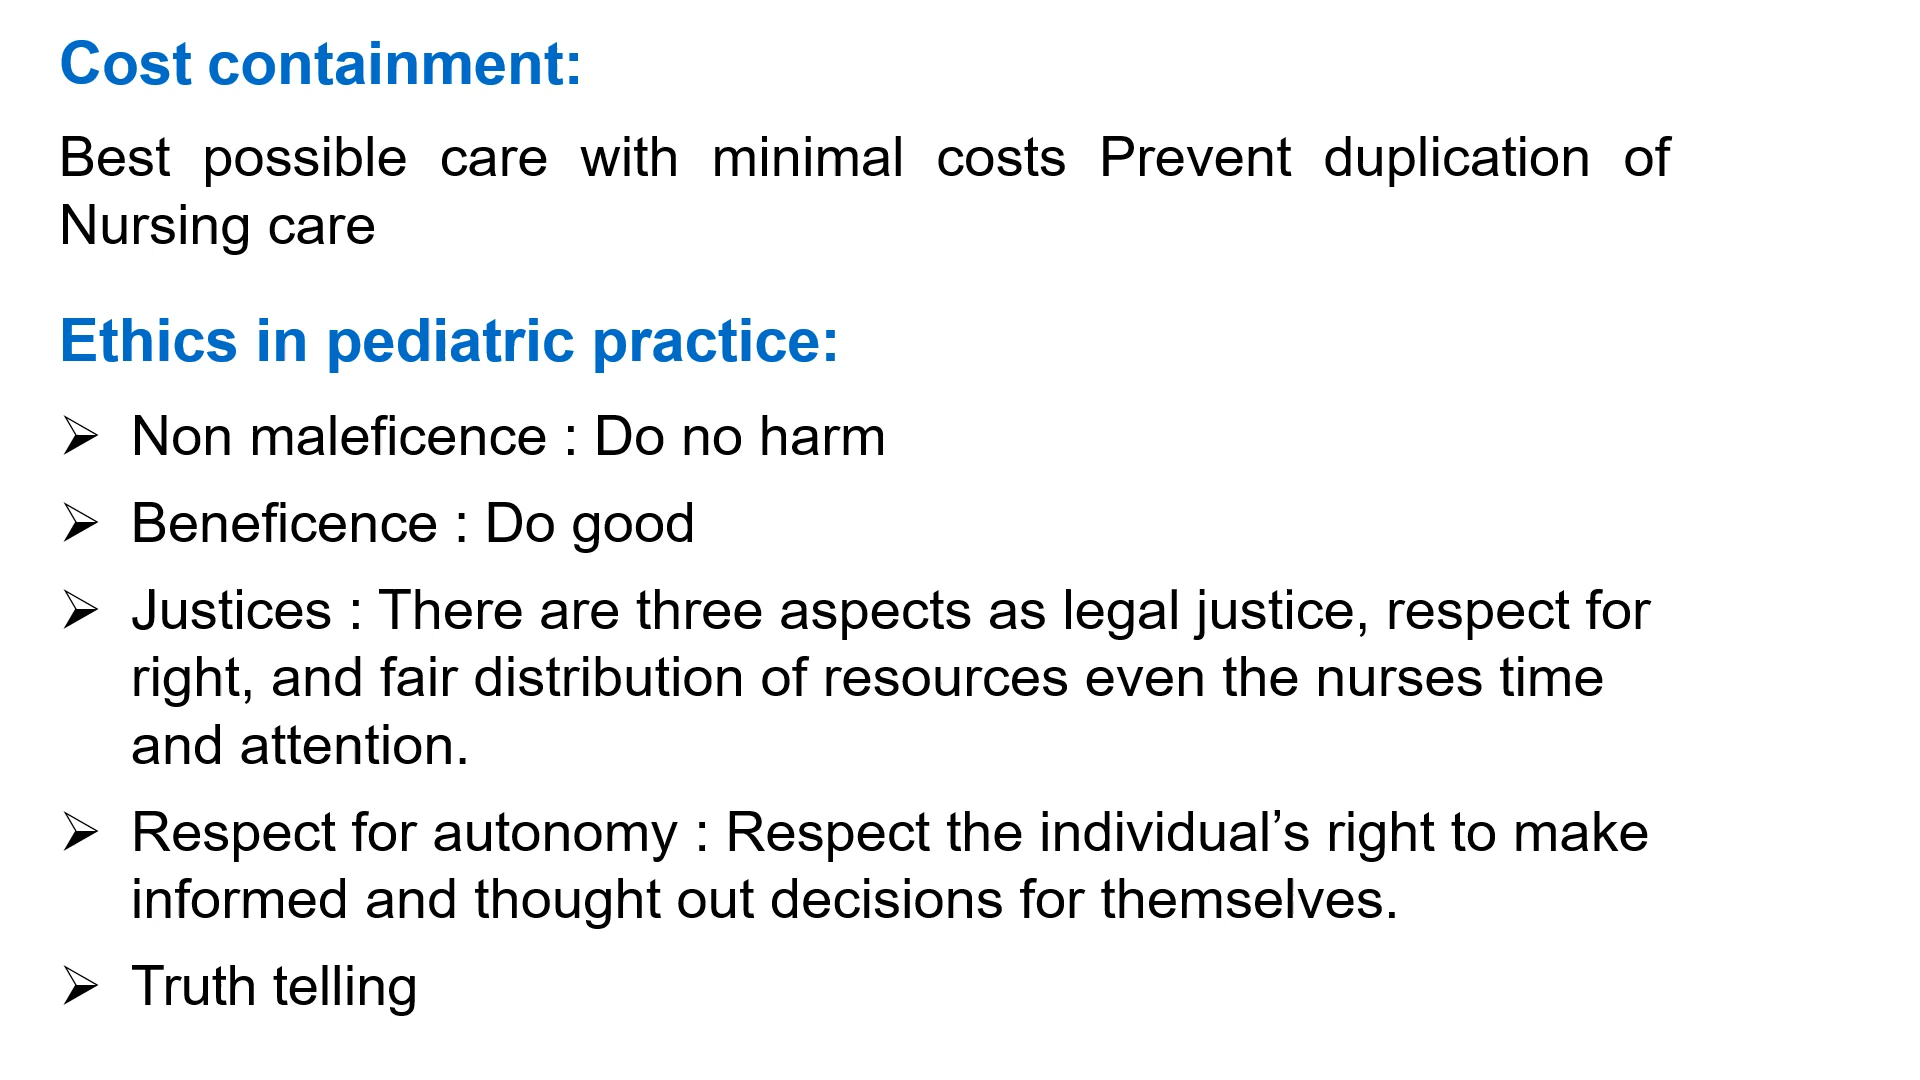 Cost containment:
Best possible care with minimal costs Prevent duplication of
Nursing care
Ethics in pediatric practice:
➢ Non maleficence : Do no harm
➢ Beneficence : Do good
➢ Justices : There are three aspects as legal justice, respect for
right, and fair distribution of resources even the nurses time
and attention.
➢ Respect for autonomy : Respect the individual’s right to make
informed and thought out decisions for themselves.
➢ Truth telling